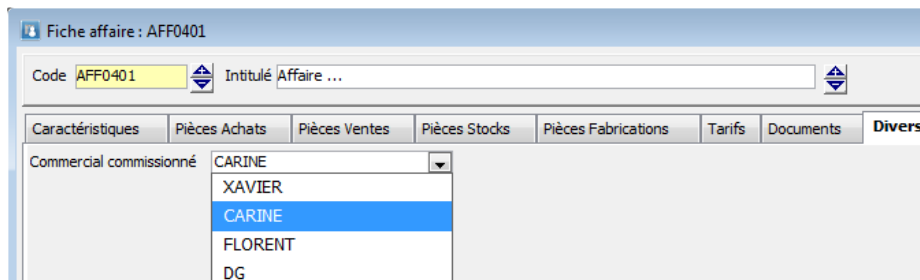 Fiche affaire : AFF0401
Code AFF0401 Intitulé Affaire ...
Caractéristiques Pièces Achats Pièces Ventes Pièces Stocks Pièces Fabrications Tarifs Documents Divers
Commercial commissionné CARINE
XAVIER
CARINE
FLORENT
DG